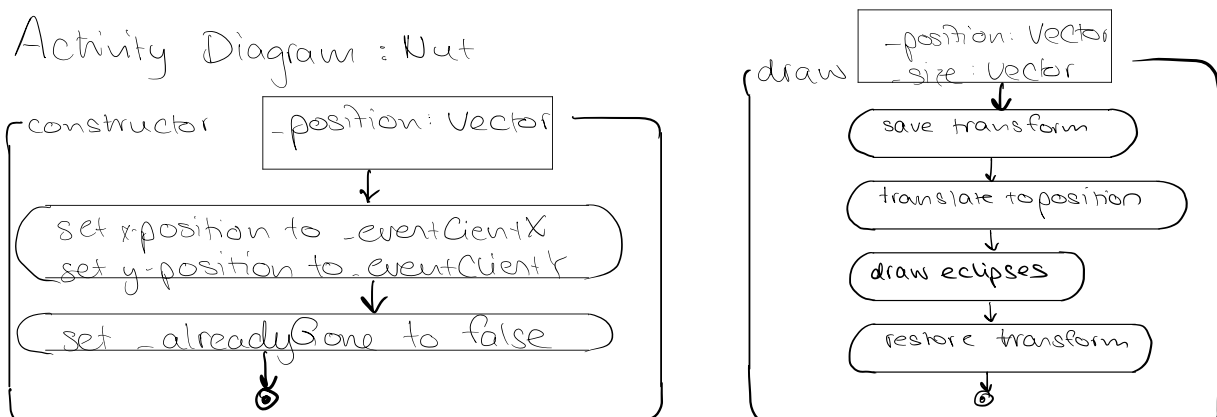 Activity Diagram : Nut
constructor
_position: Vector
set x-position to _eventClientX
set y-position to _eventClientY
set _alreadyGone to false
draw
_position: Vector
_size: Vector
save transform
translate to position
draw eclipses
restore transform